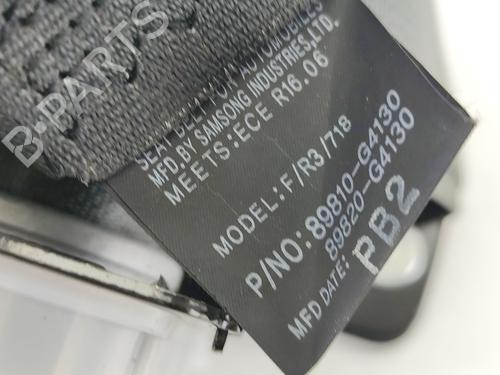 B-PARTS
SEAT BELT FOR AUTOMOBILES
MFD.BY SAMSONG INDUSTRIES,LTD.
MEETS:ECE R16.06
MODEL:F/R3/718
P/NO:89810-G4130
89820-G4130
MFD DATE: PB2